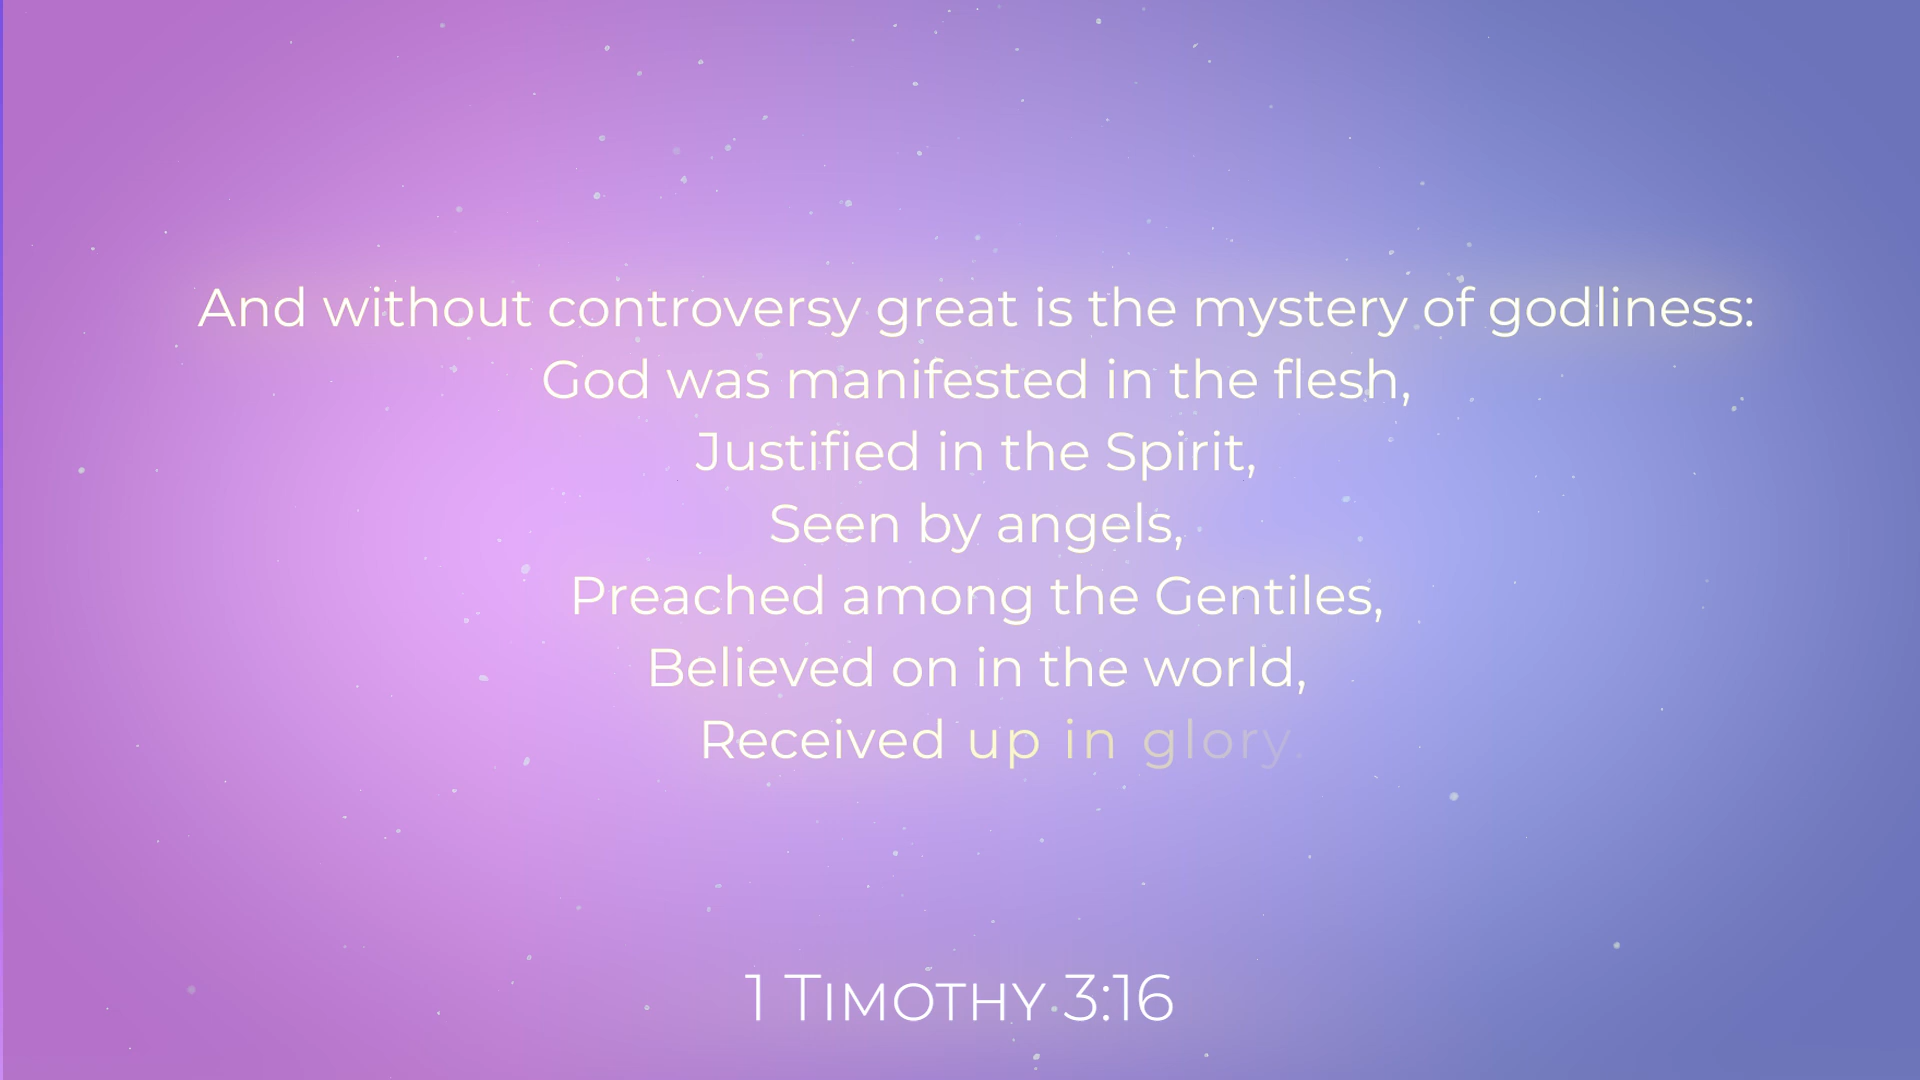 And without controversy great is the mystery of godliness:
God was manifested in the flesh,
Justified in the Spirit,
Seen by angels,
Preached among the Gentiles,
Believed on in the world,
Received up in glory.
1 TIMOTHY 3:16